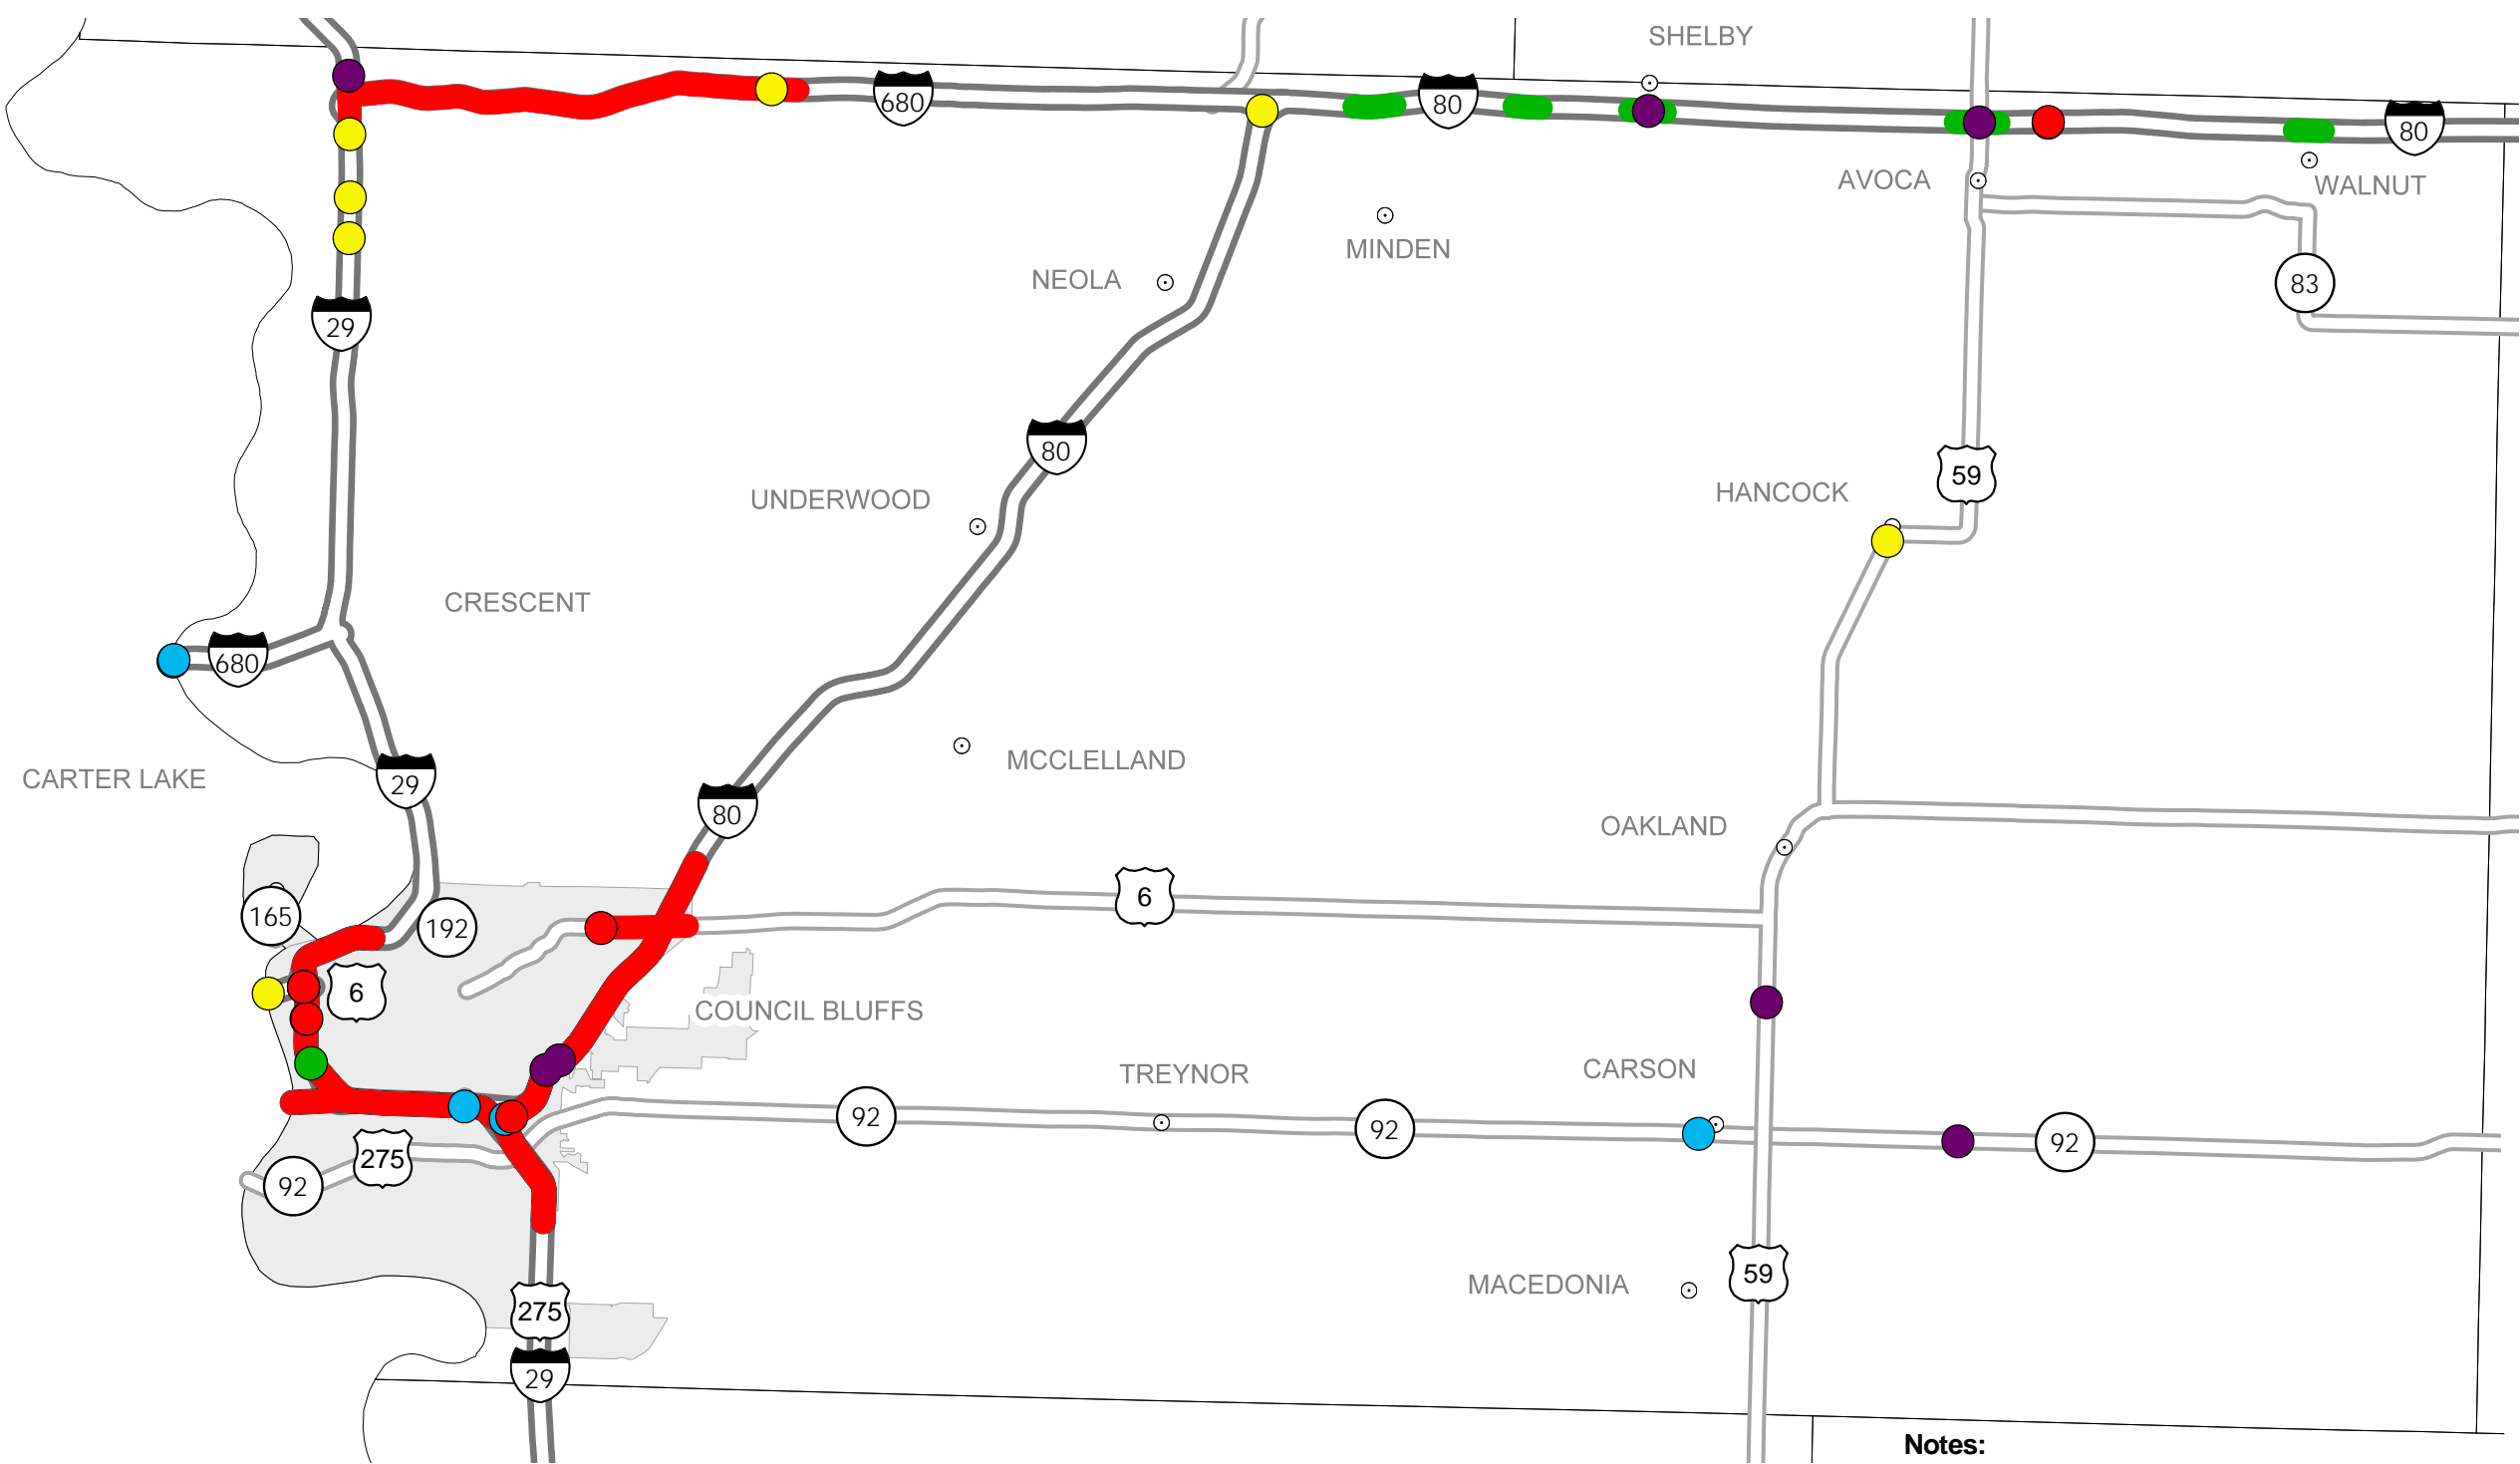 SHELBY
680
80
80
AVOCA
WALNUT
MINDEN
NEOLA
83
29
80
59
UNDERWOOD
HANCOCK
CRESCENT
680
MCCLELLAND
CARTER LAKE
29
80
OAKLAND
6
165
192
6
COUNCIL BLUFFS
TREYNOR
CARSON
92
92
92
275
92
59
MACEDONIA
275
29
Notes: